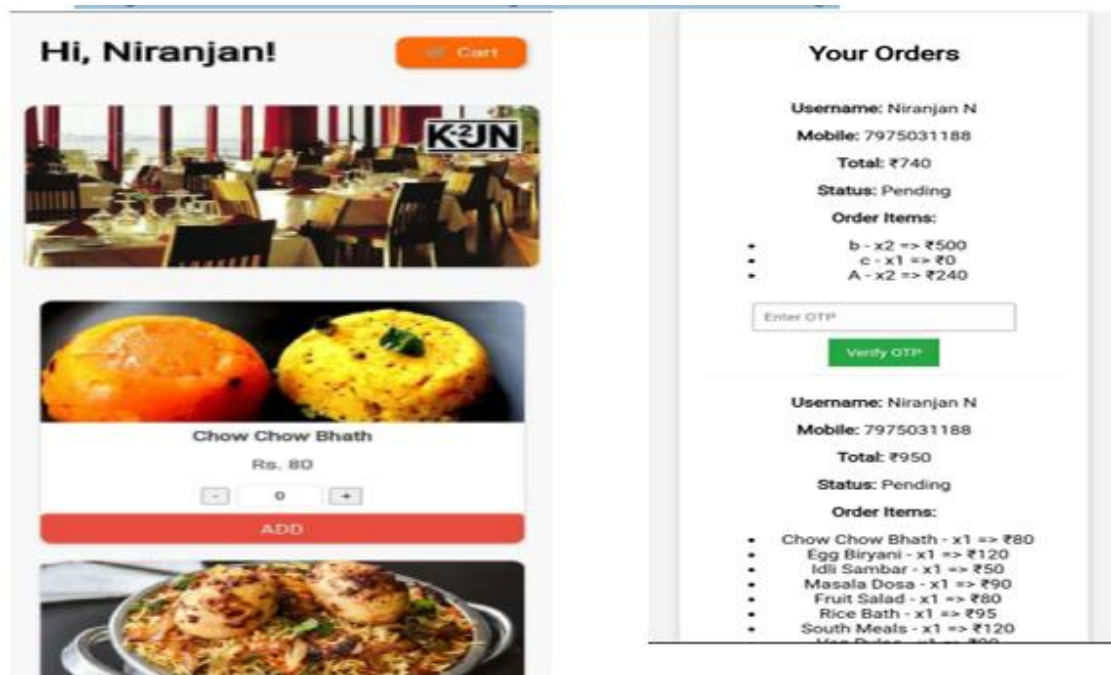 Hi, Niranjan!
Cart
K2JN
Chow Chow Bhath
Rs. 80
- 0 +
ADD
Your Orders
Username: Niranjan N
Mobile: 7975031188
Total: ₹740
Status: Pending
Order Items:
• b - x2 => ₹500
• c - x1 => ₹0
• A - x2 => ₹240
Enter OTP
Verify OTP
Username: Niranjan N
Mobile: 7975031188
Total: ₹950
Status: Pending
Order Items:
• Chow Chow Bhath - x1 => ₹80
• Egg Biryani - x1 => ₹120
• Idli Sambar - x1 => ₹50
• Masala Dosa - x1 => ₹90
• Fruit Salad - x1 => ₹80
• Rice Bath - x1 => ₹95
• South Meals - x1 => ₹120